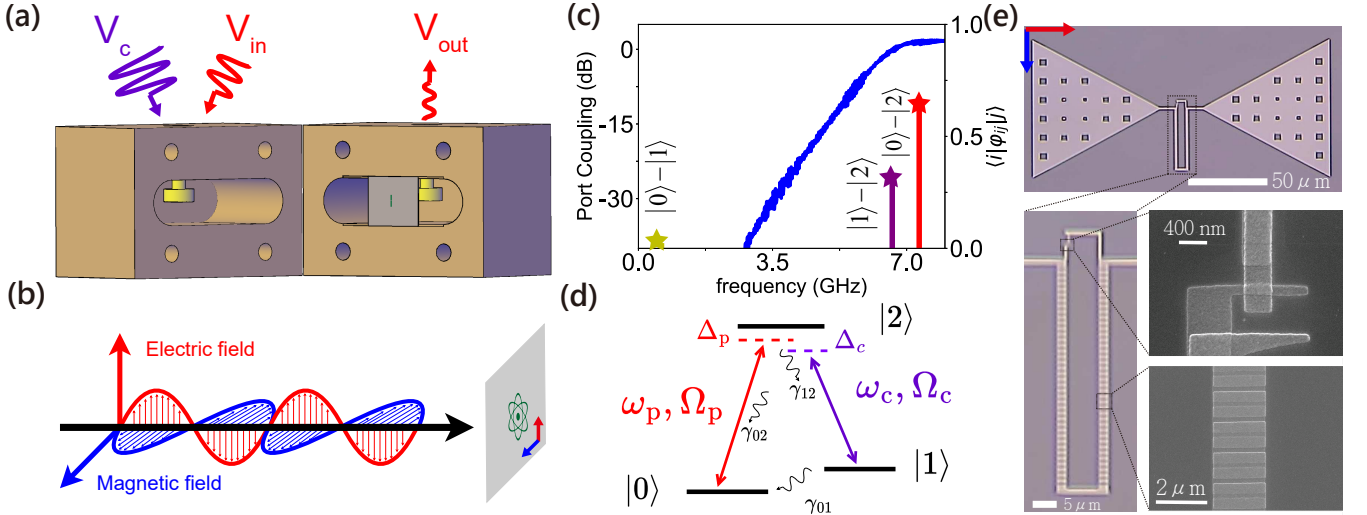 (a)
V_c
V_in
V_out
(b)
Electric field
Magnetic field
(c)
Port Coupling (dB)
0
-15
-30
0.0
3.5
7.0
frequency (GHz)
1.0
0.5
0.0
⟨i|φ_ij|j⟩
|0⟩−|1⟩
|1⟩−|2⟩
|0⟩−|2⟩
(d)
|2⟩
Δ_p
Δ_c
γ_12
ω_p, Ω_p
ω_c, Ω_c
γ_02
|0⟩
|1⟩
γ_01
(e)
50 μm
400 nm
5 μm
2 μm